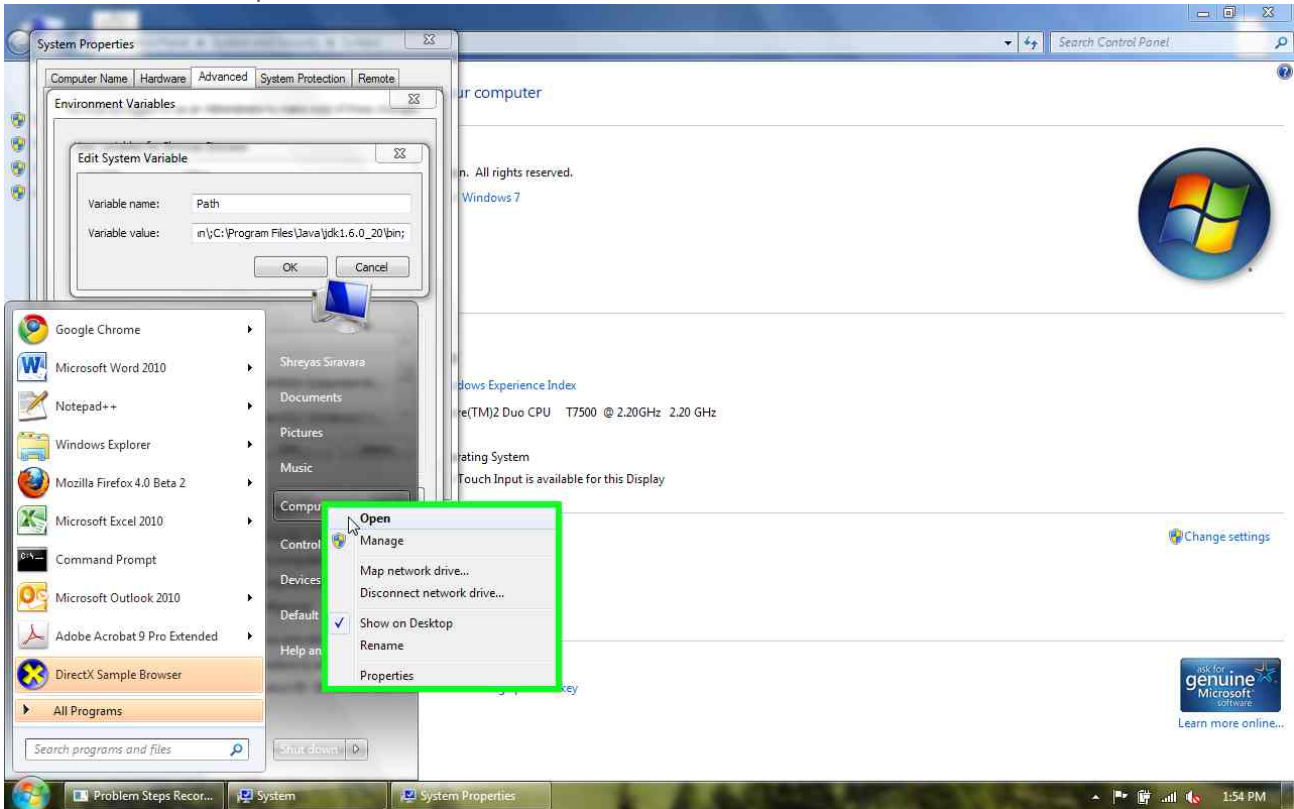 System Properties
Search Control Panel
Computer Name Hardware Advanced System Protection Remote
Environment Variables
ur computer
Edit System Variable
n. All rights reserved.
Windows 7
Variable name: Path
Variable value: n\;C:\Program Files\Java\jdk1.6.0_20\bin;
OK Cancel
Google Chrome
Microsoft Word 2010
Notepad++
Windows Explorer
Mozilla Firefox 4.0 Beta 2
Microsoft Excel 2010
Command Prompt
Microsoft Outlook 2010
Adobe Acrobat 9 Pro Extended
DirectX Sample Browser
All Programs
Search programs and files
Shreyas Siravara
Documents
Pictures
Music
Compu
Control
Devices
Default
Help an
Shut down
Open
Manage
Map network drive...
Disconnect network drive...
Show on Desktop
Rename
Properties
dows Experience Index
re(TM)2 Duo CPU T7500 @ 2.20GHz 2.20 GHz
rating System
Touch Input is available for this Display
Change settings
key
ask for
genuine
Microsoft
software
Learn more online...
Problem Steps Recor...
System
System Properties
1:54 PM